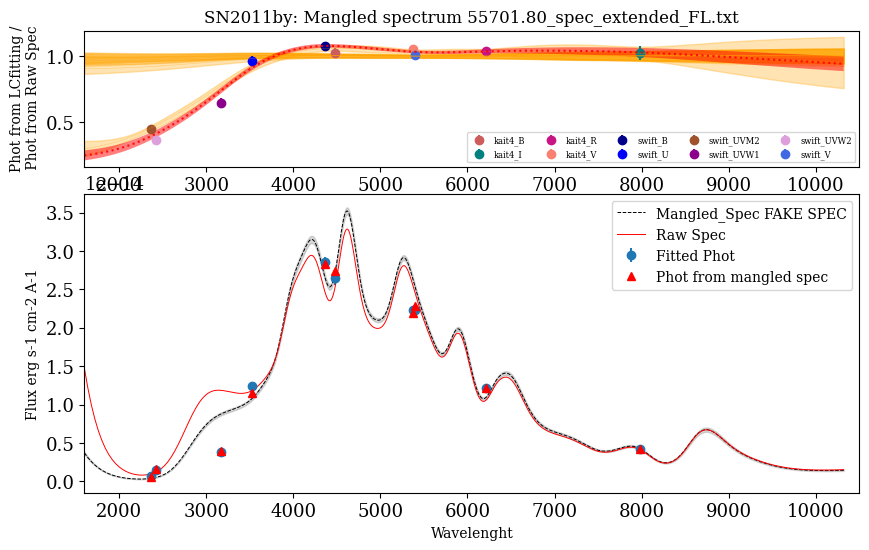 SN2011by: Mangled spectrum 55701.80_spec_extended_FL.txt
Phot from LCfitting /
Phot from Raw Spec
1.0
0.5
kait4_B kait4_R swift_B swift_UVM2 swift_UVW2
kait4_I kait4_V swift_U swift_UVW1 swift_V
2000 3000 4000 5000 6000 7000 8000 9000 10000
1e−14
Flux erg s-1 cm-2 A-1
3.5
3.0
2.5
2.0
1.5
1.0
0.5
0.0
Mangled_Spec FAKE SPEC
Raw Spec
Fitted Phot
Phot from mangled spec
2000 3000 4000 5000 6000 7000 8000 9000 10000
Wavelenght